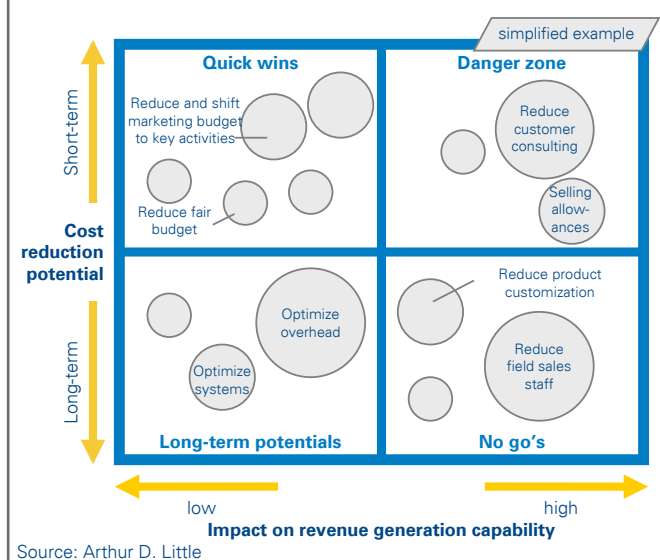 simplified example
Quick wins
Danger zone
Reduce and shift
marketing budget
to key activities
Reduce
customer
consulting
Short-term
Selling
allow-
ances
Reduce fair
budget
Cost
reduction
potential
Reduce product
customization
Optimize
overhead
Reduce
field sales
staff
Optimize
systems
Long-term
Long-term potentials
No go's
low
high
Impact on revenue generation capability
Source: Arthur D. Little